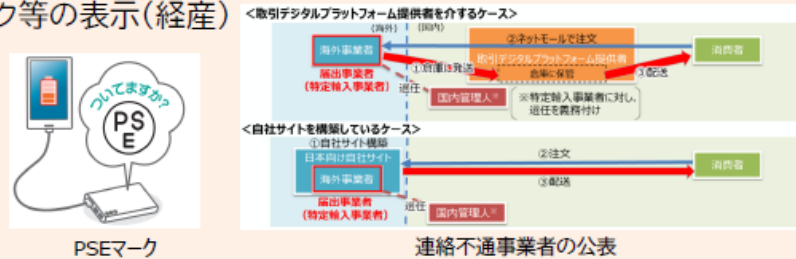 ク等の表示(経産)
ついてますか?
PS
E
PSEマーク
<取引デジタルプラットフォーム提供者を介するケース>
(海外)
(国内)
海外事業者
届出事業者
(特定輸入事業者)
選任
国内管理人※
①倉庫に発送
②ネットモールで注文
取引デジタルプラットフォーム提供者
倉庫に保管
③配送
消費者
※特定輸入事業者に対し、
選任を義務付け
<自社サイトを構築しているケース>
①自社サイト構築
日本向け自社サイト
海外事業者
届出事業者
(特定輸入事業者)
選任
国内管理人※
②注文
③配送
消費者
連絡不通事業者の公表